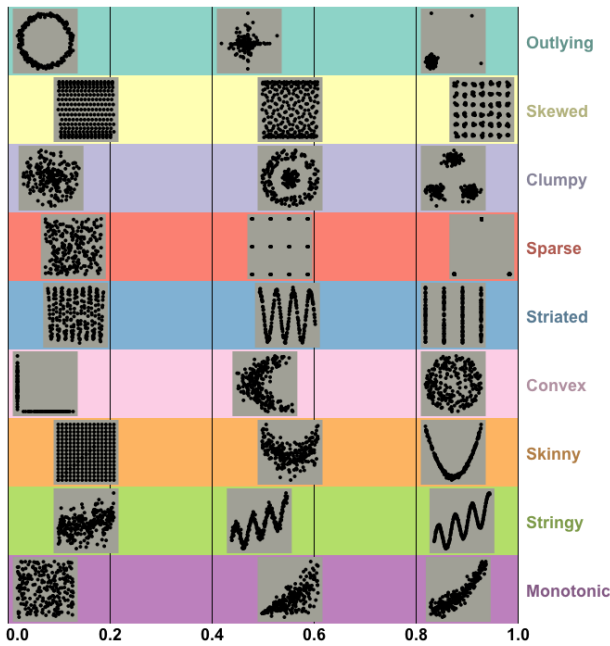 Outlying
Skewed
Clumpy
Sparse
Striated
Convex
Skinny
Stringy
Monotonic
0.0 0.2 0.4 0.6 0.8 1.0